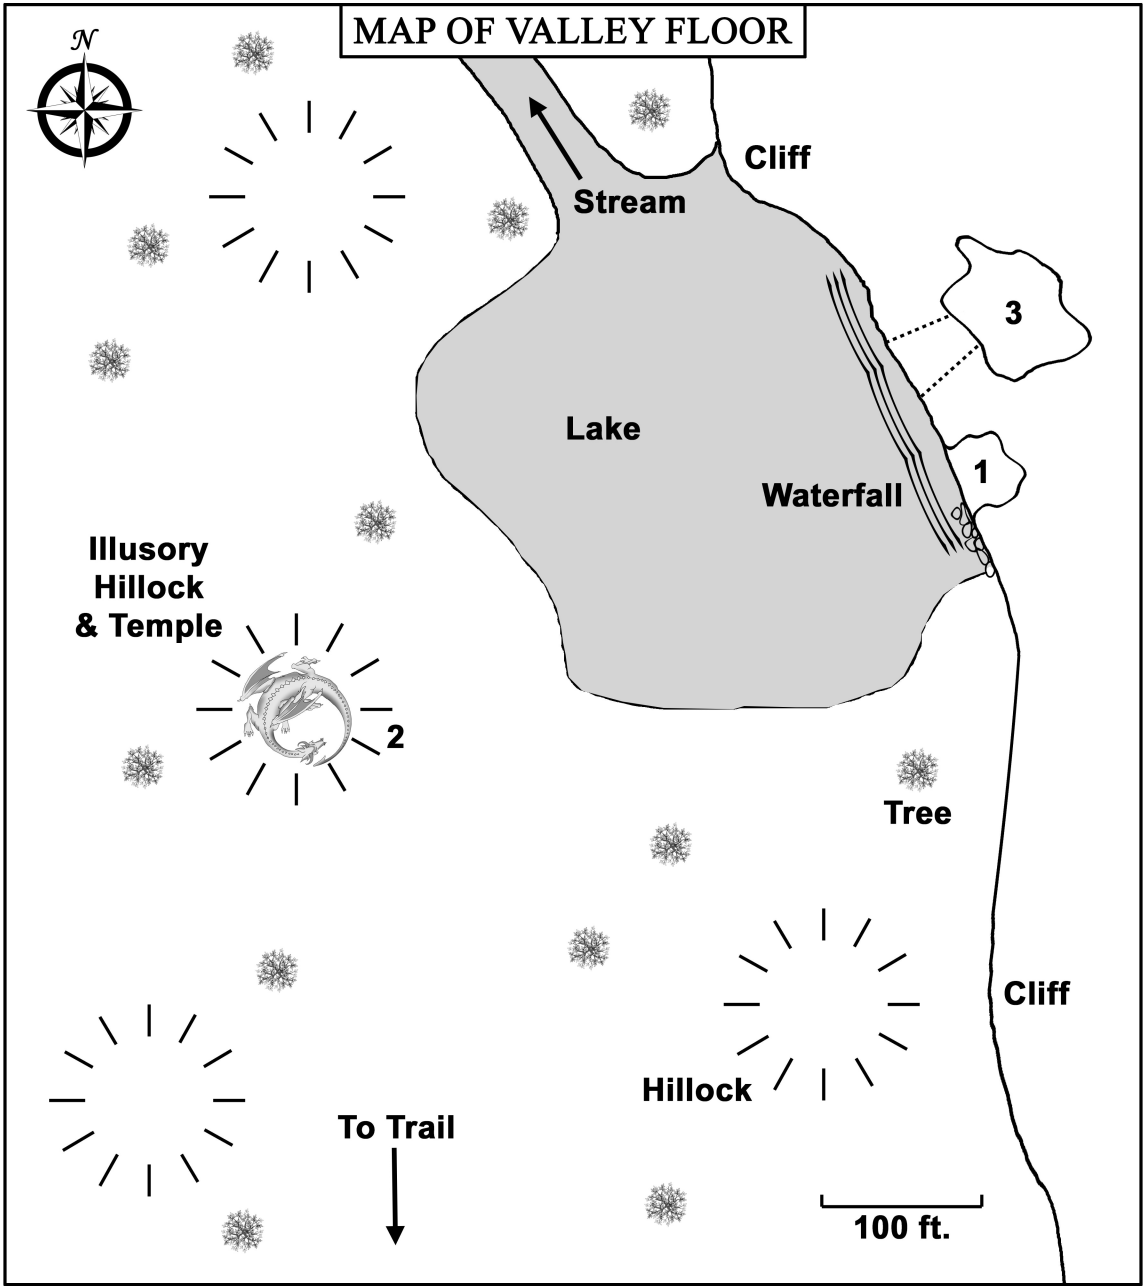 MAP OF VALLEY FLOOR
N
Cliff
Stream
3
Lake
1
Waterfall
Illusory
Hillock
& Temple
2
Tree
Cliff
Hillock
To Trail
100 ft.